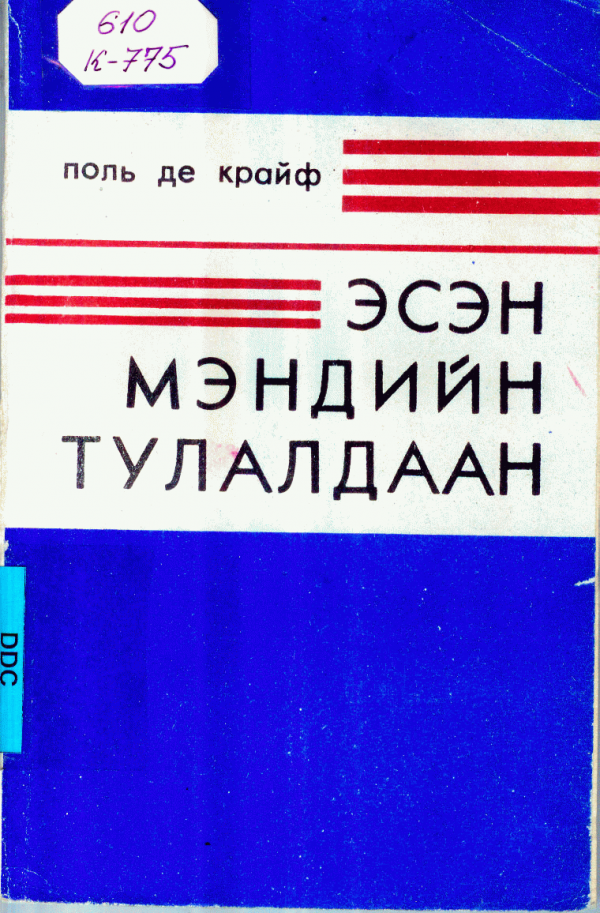 610
К-775
поль де крайф
ЭСЭН
МЭНДИЙН
ТУЛАЛДААН
DDC